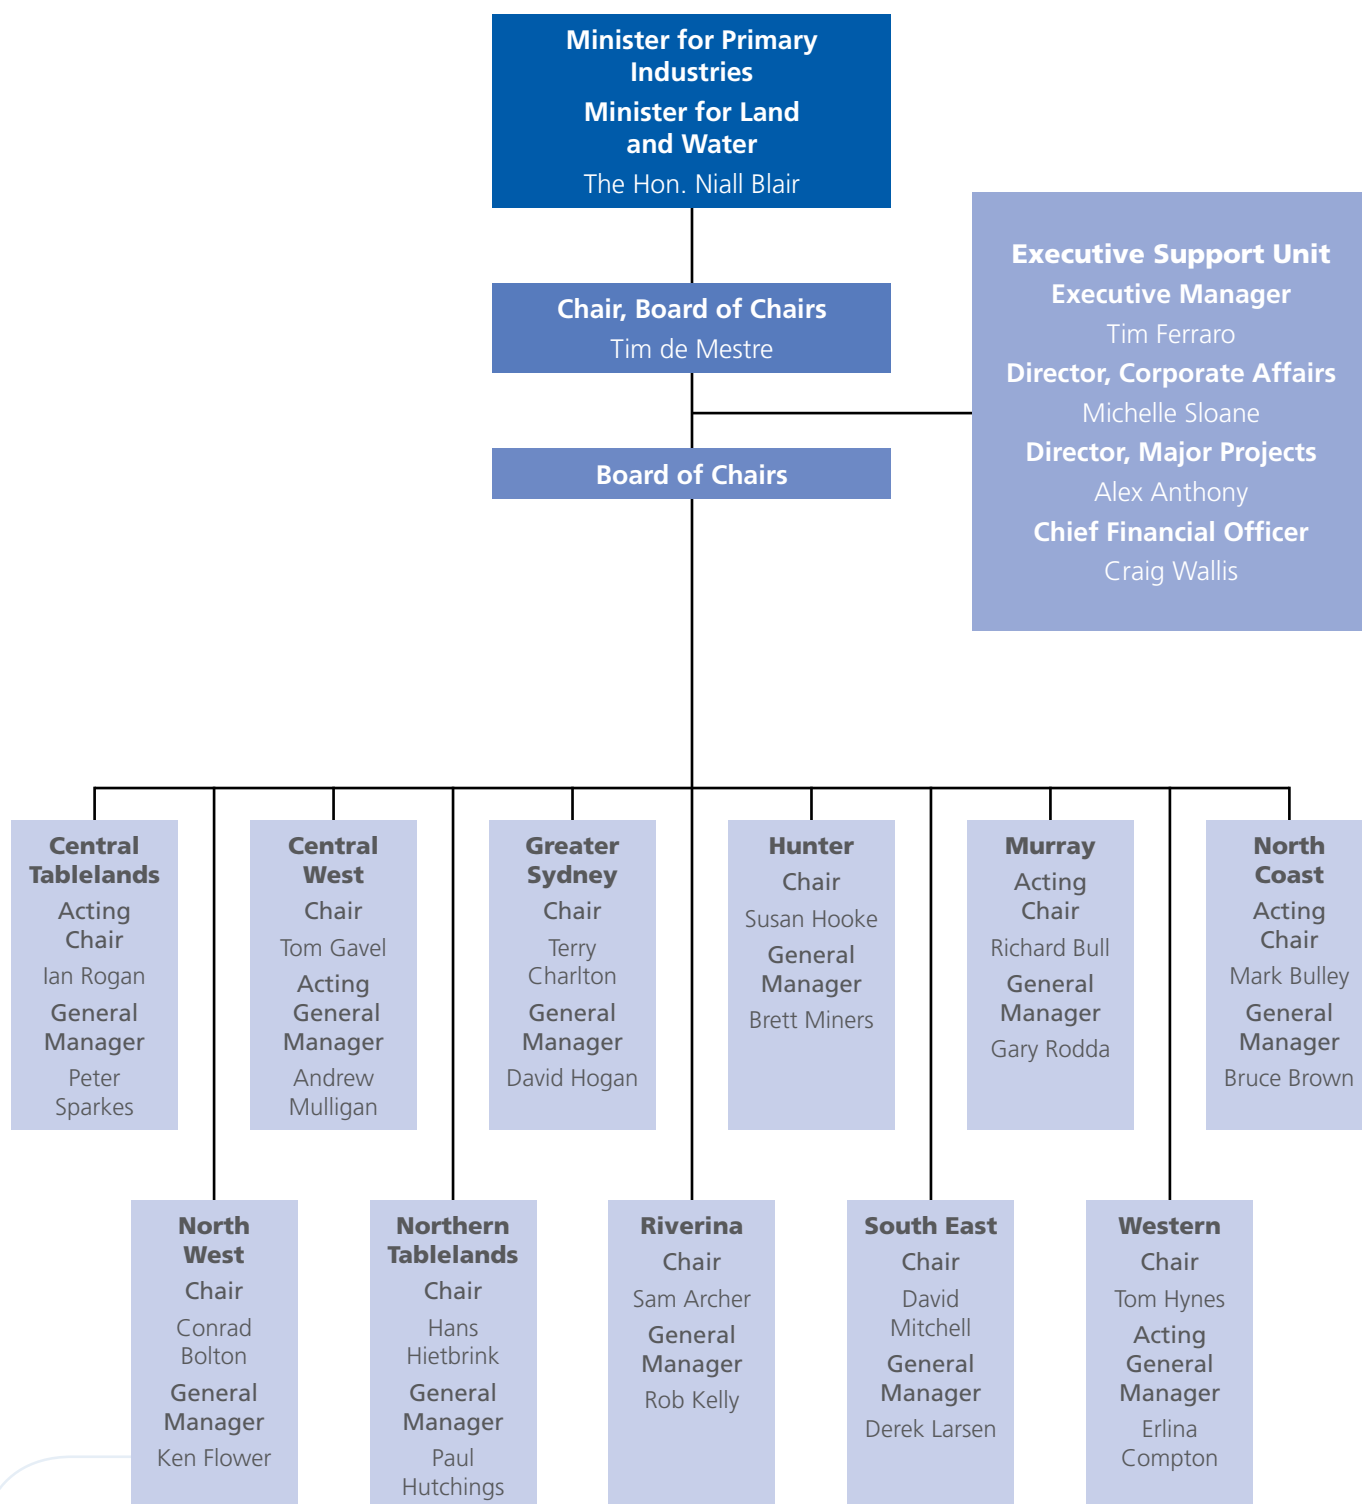 Minister for Primary
Industries
Minister for Land
and Water
The Hon. Niall Blair
Chair, Board of Chairs
Tim de Mestre
Executive Support Unit
Executive Manager
Tim Ferraro
Director, Corporate Affairs
Michelle Sloane
Director, Major Projects
Alex Anthony
Chief Financial Officer
Craig Wallis
Board of Chairs
Central
Tablelands
Acting
Chair
Ian Rogan
General
Manager
Peter
Sparkes
Central
West
Chair
Tom Gavel
Acting
General
Manager
Andrew
Mulligan
Greater
Sydney
Chair
Terry
Charlton
General
Manager
David Hogan
Hunter
Chair
Susan Hooke
General
Manager
Brett Miners
Murray
Acting
Chair
Richard Bull
General
Manager
Gary Rodda
North
Coast
Acting
Chair
Mark Bulley
General
Manager
Bruce Brown
North
West
Chair
Conrad
Bolton
General
Manager
Ken Flower
Northern
Tablelands
Chair
Hans
Hietbrink
General
Manager
Paul
Hutchings
Riverina
Chair
Sam Archer
General
Manager
Rob Kelly
South East
Chair
David
Mitchell
General
Manager
Derek Larsen
Western
Chair
Tom Hynes
Acting
General
Manager
Erlina
Compton